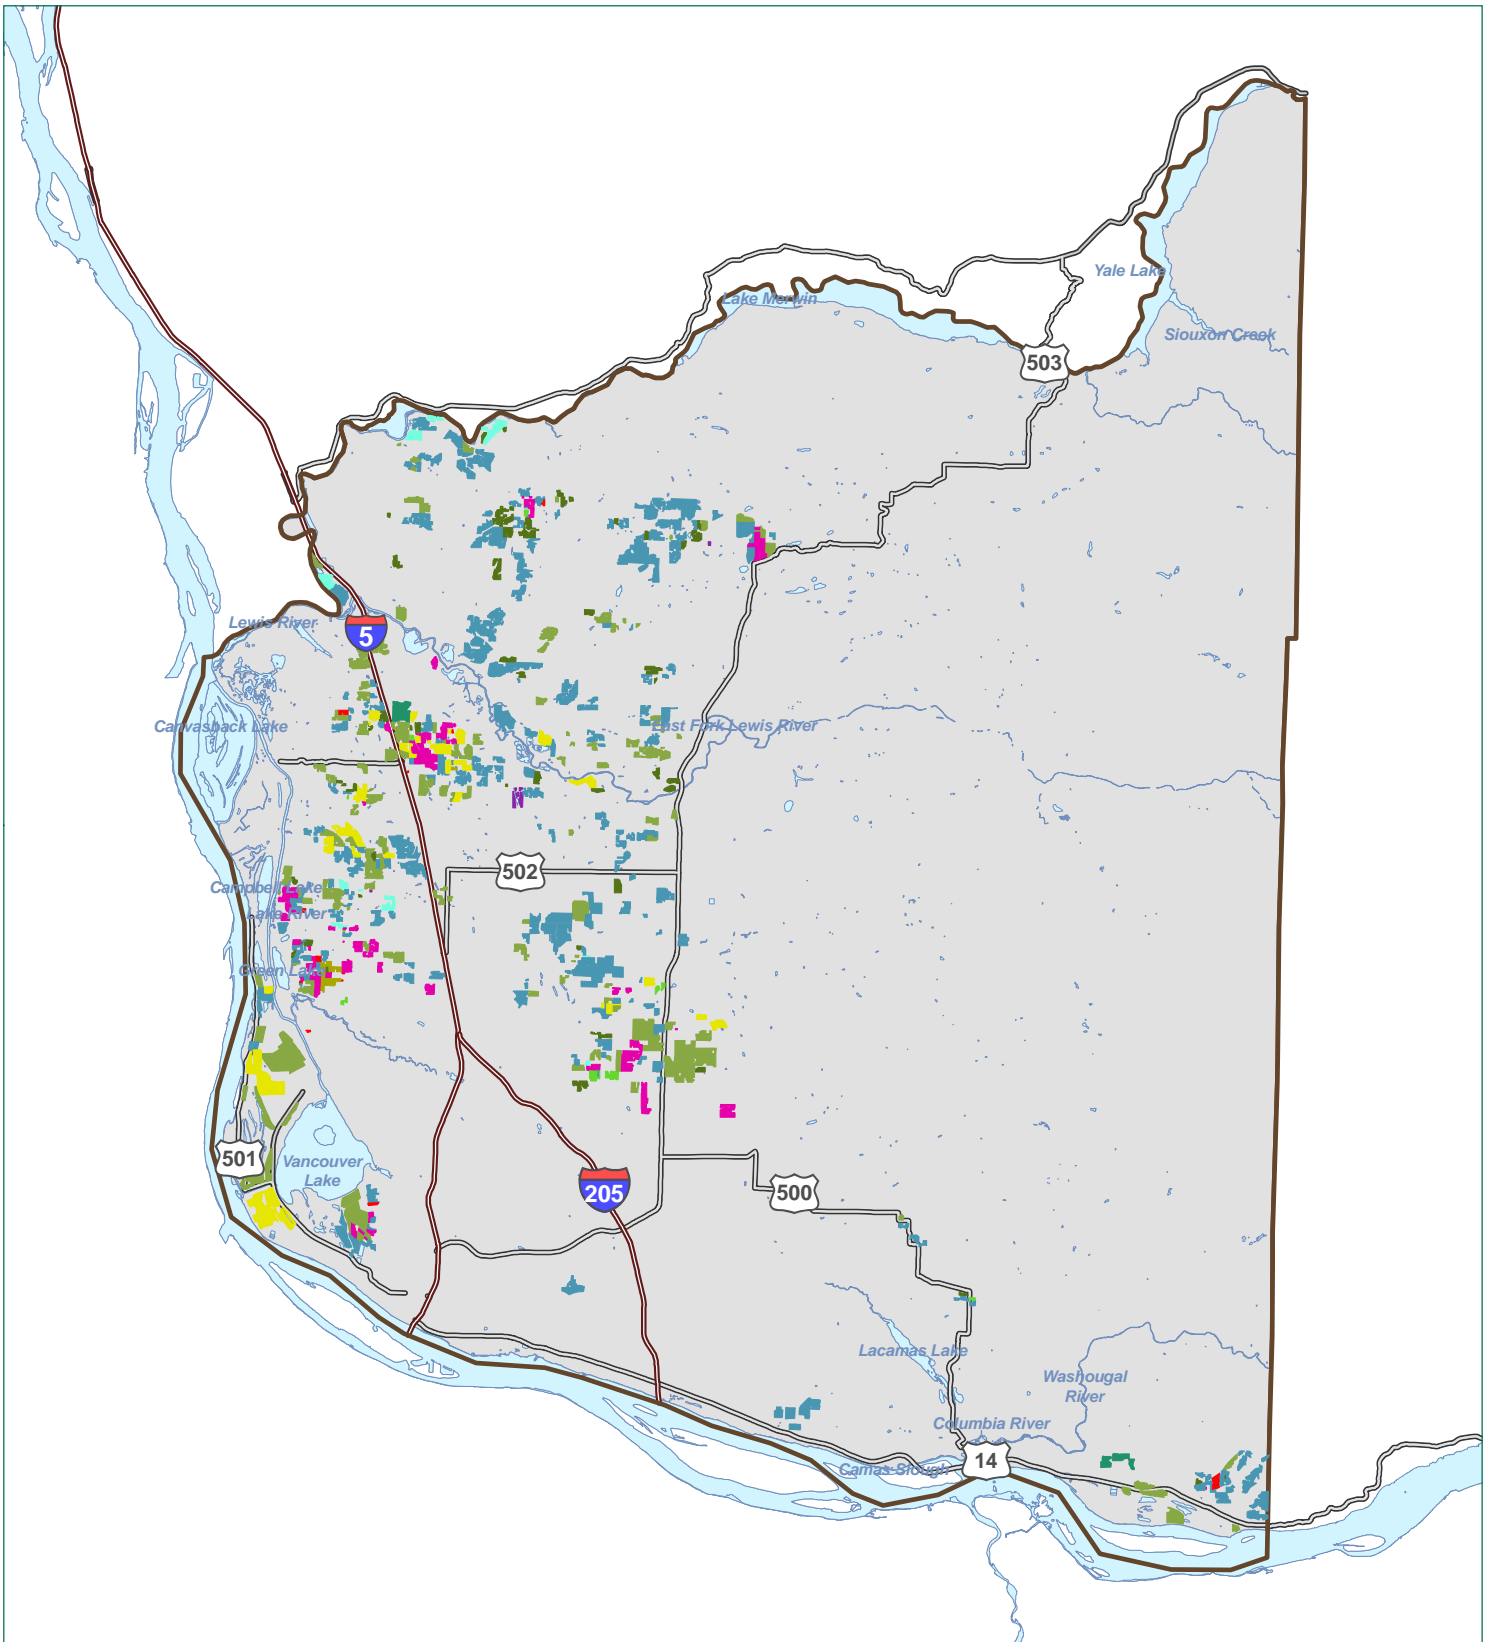 Yale Lake
Lake Merwin
Siouxon Creek
503
Lewis River
5
Canvasback Lake
East Fork Lewis River
502
Campbell Lake
Lake River
Green Lake
501
Vancouver
Lake
205
500
Lacamas Lake
Washougal
River
Columbia River
14
Camas Slough